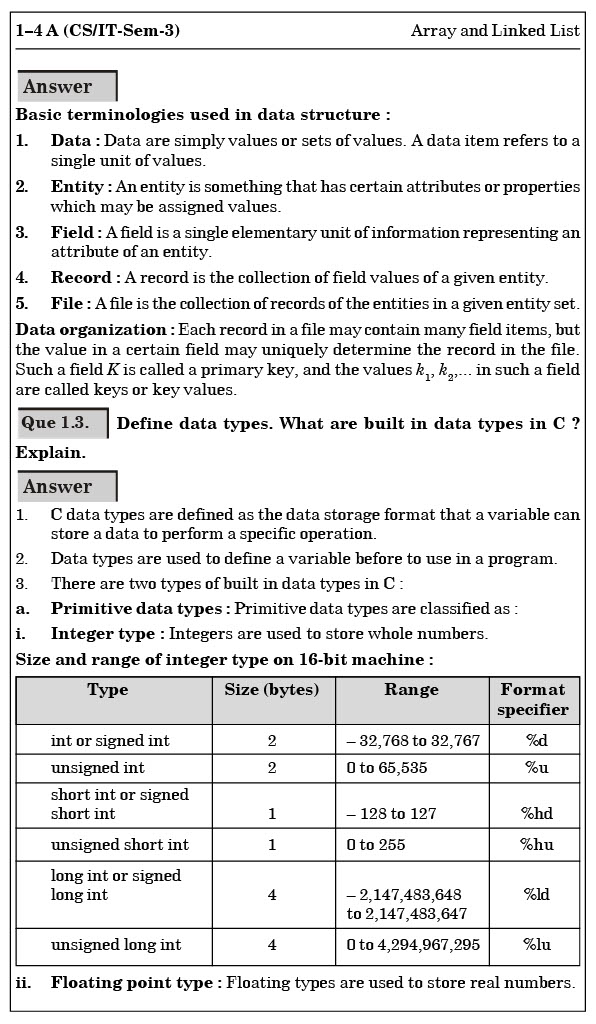 1–4 A (CS/IT-Sem-3) Array and Linked List
Answer
Basic terminologies used in data structure :
1. Data : Data are simply values or sets of values. A data item refers to a
single unit of values.
2. Entity : An entity is something that has certain attributes or properties
which may be assigned values.
3. Field : A field is a single elementary unit of information representing an
attribute of an entity.
4. Record : A record is the collection of field values of a given entity.
5. File : A file is the collection of records of the entities in a given entity set.
Data organization : Each record in a file may contain many field items, but
the value in a certain field may uniquely determine the record in the file.
Such a field K is called a primary key, and the values k₁, k₂,... in such a field
are called keys or key values.
Que 1.3. Define data types. What are built in data types in C ?
Explain.
Answer
1. C data types are defined as the data storage format that a variable can
store a data to perform a specific operation.
2. Data types are used to define a variable before to use in a program.
3. There are two types of built in data types in C :
a. Primitive data types : Primitive data types are classified as :
i. Integer type : Integers are used to store whole numbers.
Size and range of integer type on 16-bit machine :
Type Size (bytes) Range Format
specifier
int or signed int 2 – 32,768 to 32,767 %d
unsigned int 2 0 to 65,535 %u
short int or signed
short int 1 – 128 to 127 %hd
unsigned short int 1 0 to 255 %hu
long int or signed
long int 4 – 2,147,483,648 %ld
to 2,147,483,647
unsigned long int 4 0 to 4,294,967,295 %lu
ii. Floating point type : Floating types are used to store real numbers.